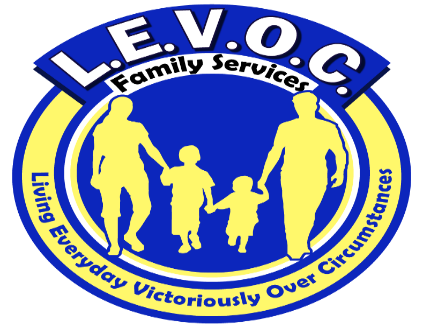 L.E.V.O.C.
Family Services
Living Everyday Victoriously Over Circumstances